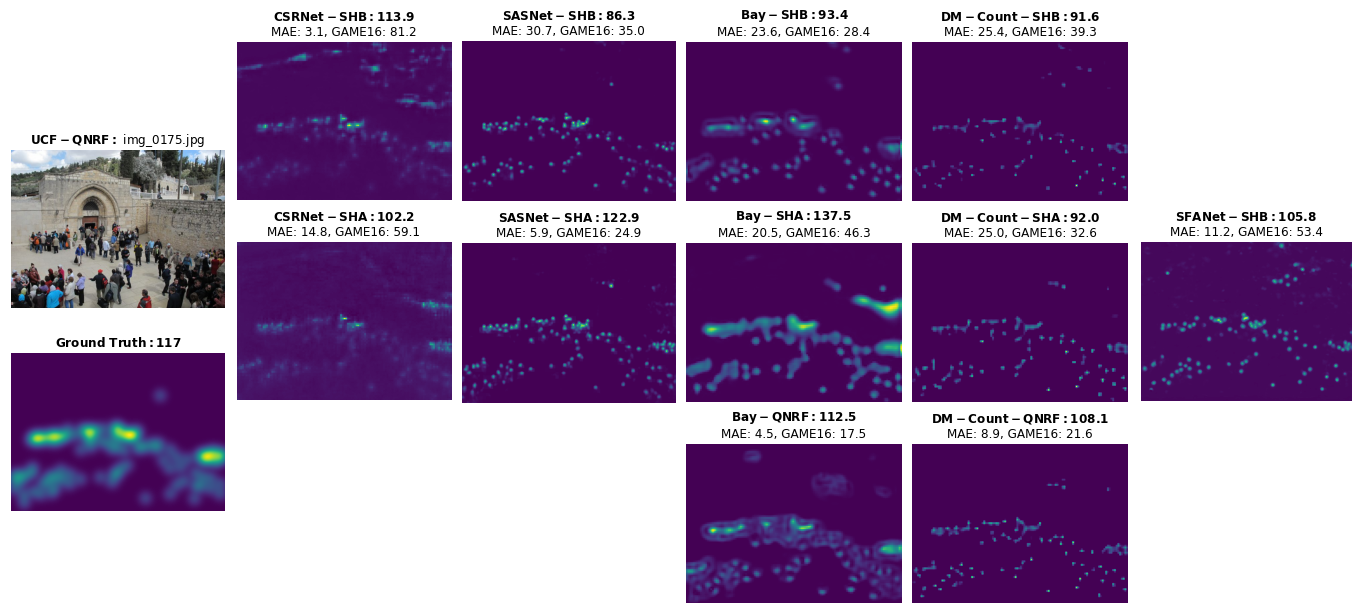 CSRNet − SHB : 113.9
MAE: 3.1, GAME16: 81.2
SASNet − SHB : 86.3
MAE: 30.7, GAME16: 35.0
Bay − SHB : 93.4
MAE: 23.6, GAME16: 28.4
DM − Count − SHB : 91.6
MAE: 25.4, GAME16: 39.3
UCF − QNRF : img_0175.jpg
CSRNet − SHA : 102.2
MAE: 14.8, GAME16: 59.1
SASNet − SHA : 122.9
MAE: 5.9, GAME16: 24.9
Bay − SHA : 137.5
MAE: 20.5, GAME16: 46.3
DM − Count − SHA : 92.0
MAE: 25.0, GAME16: 32.6
SFANet − SHB : 105.8
MAE: 11.2, GAME16: 53.4
Ground Truth : 117
Bay − QNRF : 112.5
MAE: 4.5, GAME16: 17.5
DM − Count − QNRF : 108.1
MAE: 8.9, GAME16: 21.6